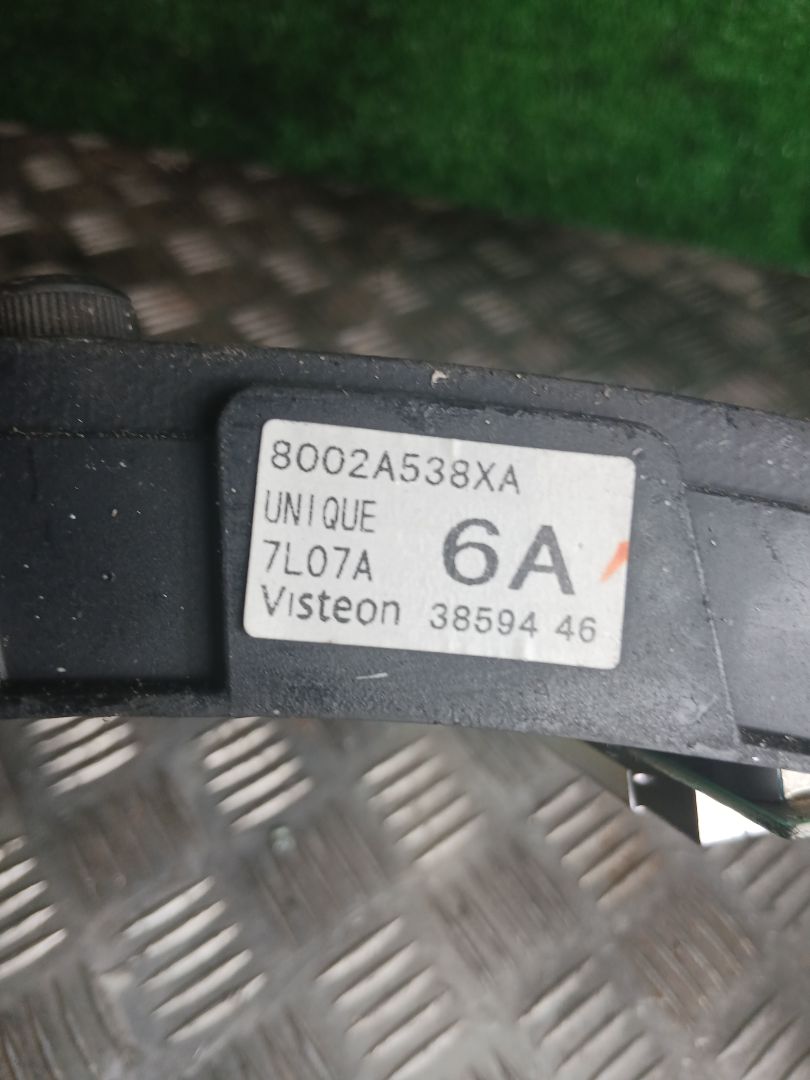 8002A538XA
UNIQUE
7L07A
6A
Visteon 38594 46